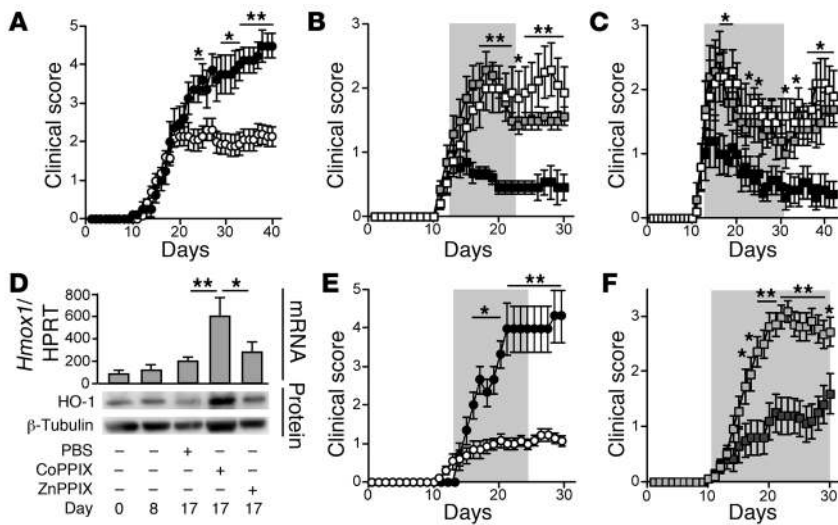 A
Clinical score
5
4
3
2
1
0
*
*
**
0 10 20 30 40
Days
B
Clinical score
3
2
1
0
**
*
**
0 10 20 30
Days
C
Clinical score
3
2
1
0
*
* *
* *
*
0 10 20 30 40
Days
D
Hmox1/
HPRT
800
600
400
200
0
** *
mRNA
HO-1
β-Tubulin
Protein
PBS – – + – –
CoPPIX – – – + –
ZnPPIX – – – – +
Day 0 8 17 17 17
E
Clinical score
5
4
3
2
1
0
*
**
0 10 20 30
Days
F
Clinical score
4
3
2
1
0
* *
**
**
*
0 10 20 30
Days